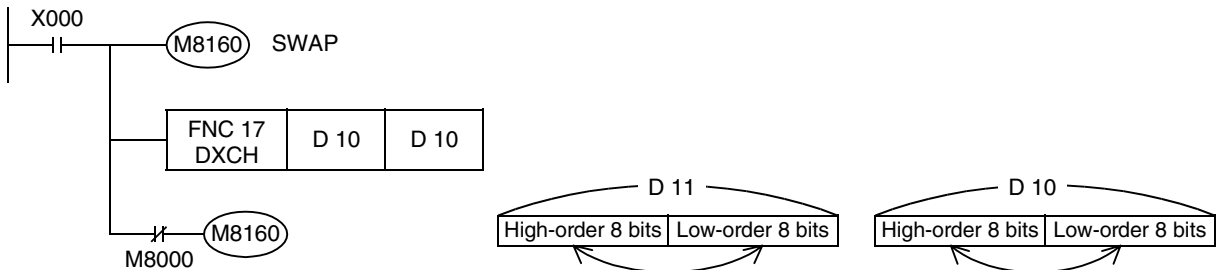 X000
M8160 SWAP
FNC 17
DXCH
D 10
D 10
M8160
M8000
D 11
High-order 8 bits
Low-order 8 bits
D 10
High-order 8 bits
Low-order 8 bits